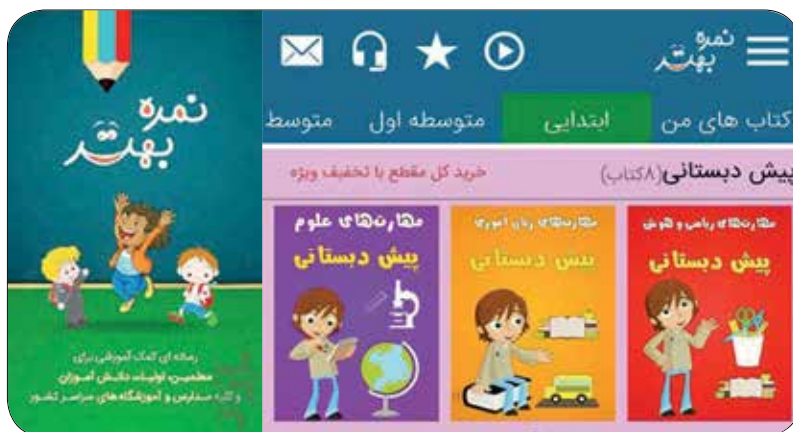 نمره
بهتر
رسانه ای کمک آموزشی برای
معلمین، اولیاء، دانش آموزان
و کلیه مدارس و آموزشگاه های سراسر کشور
نمره
بهتر
کتاب های من
ابتدایی
متوسطه اول
متوسط
پیش دبستانی (۸کتاب)
خرید کل مقطع با تخفیف ویژه
مهارت‌های ریاضی و هوش
پیش دبستانی
مهارت‌های زبان آموزی
پیش دبستانی
مهارت‌های علوم
پیش دبستانی